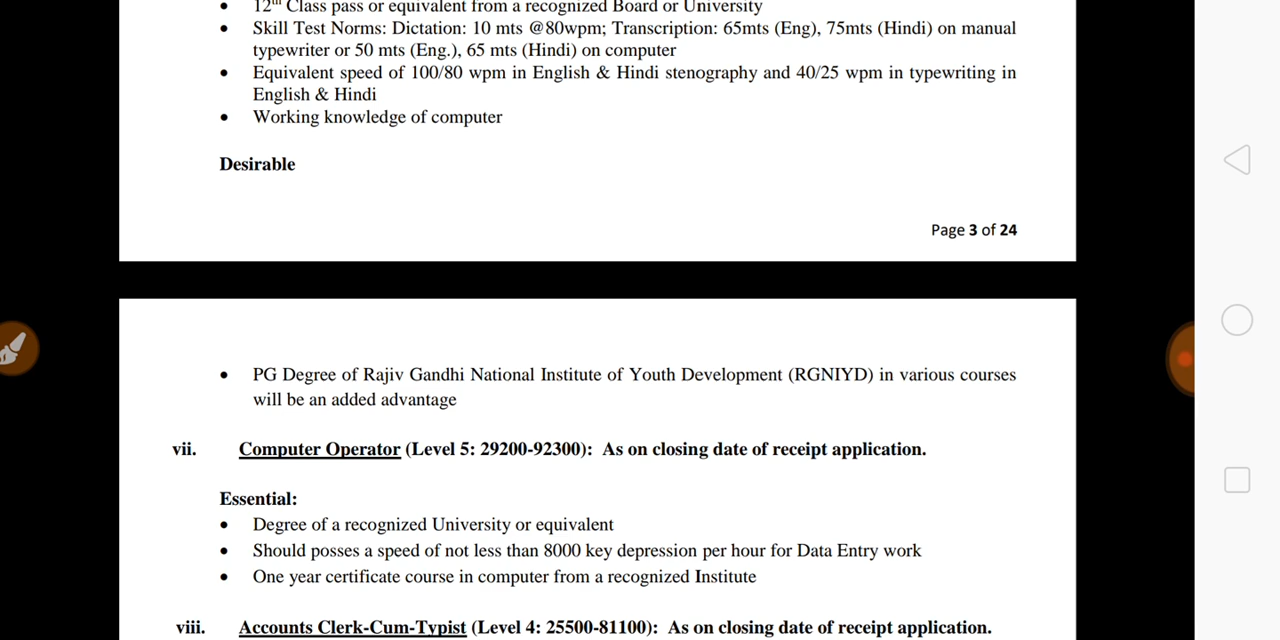 • 12th Class pass or equivalent from a recognized Board or University
• Skill Test Norms: Dictation: 10 mts @80wpm; Transcription: 65mts (Eng), 75mts (Hindi) on manual
typewriter or 50 mts (Eng.), 65 mts (Hindi) on computer
• Equivalent speed of 100/80 wpm in English & Hindi stenography and 40/25 wpm in typewriting in
English & Hindi
• Working knowledge of computer
Desirable
Page 3 of 24
• PG Degree of Rajiv Gandhi National Institute of Youth Development (RGNIYD) in various courses
will be an added advantage
vii. Computer Operator (Level 5: 29200-92300): As on closing date of receipt application.
Essential:
• Degree of a recognized University or equivalent
• Should posses a speed of not less than 8000 key depression per hour for Data Entry work
• One year certificate course in computer from a recognized Institute
viii. Accounts Clerk-Cum-Typist (Level 4: 25500-81100): As on closing date of receipt application.